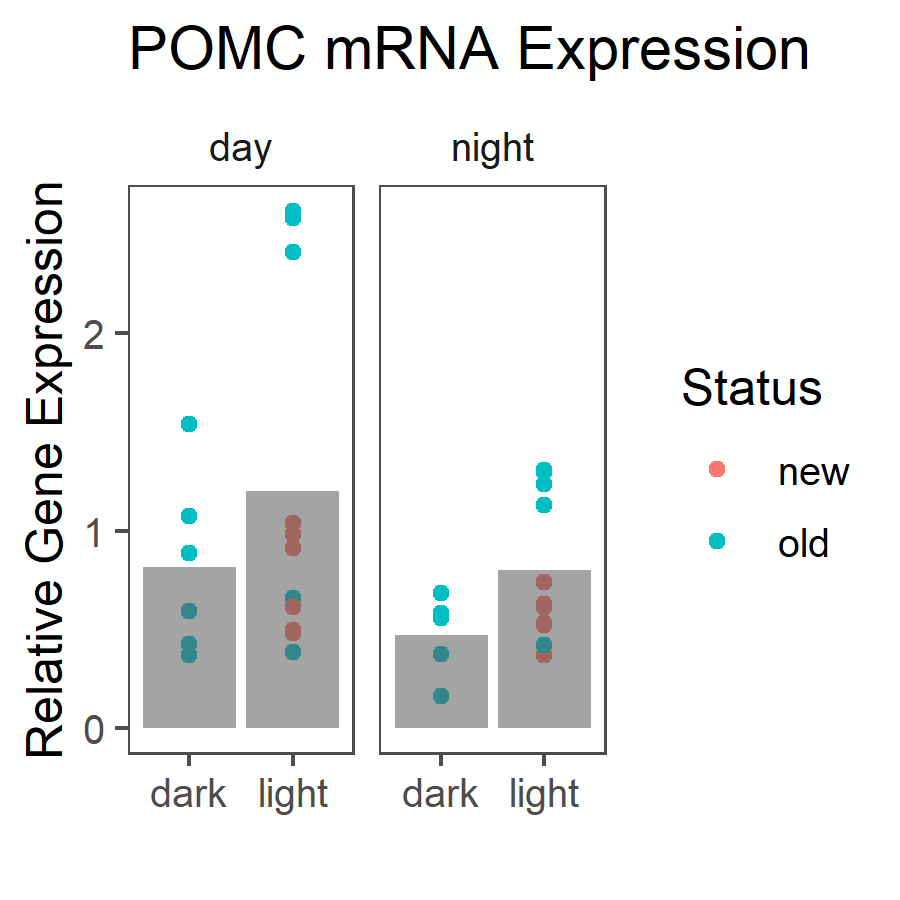 POMC mRNA Expression
day
night
Relative Gene Expression
2
1
0
dark
light
dark
light
Status
new
old